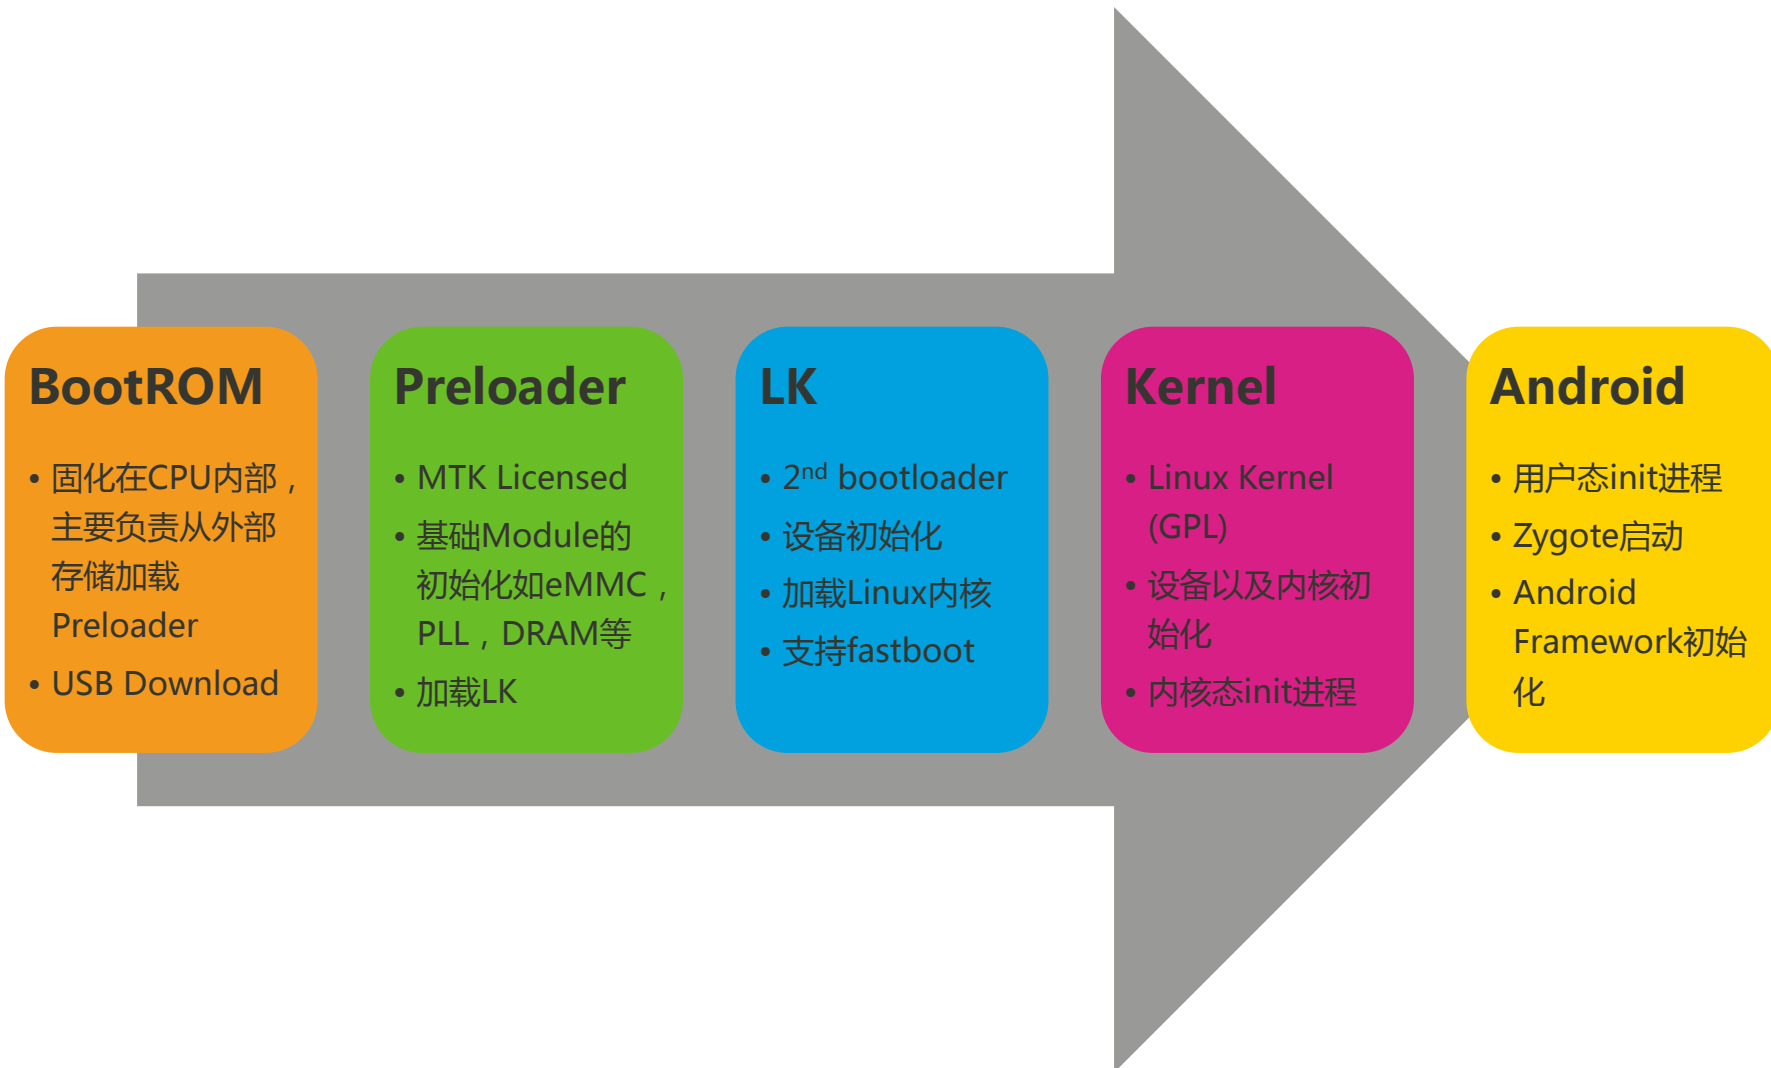 BootROM
• 固化在CPU内部，
主要负责从外部
存储加载
Preloader
• USB Download
Preloader
• MTK Licensed
• 基础Module的
初始化如eMMC，
PLL，DRAM等
• 加载LK
LK
• 2nd bootloader
• 设备初始化
• 加载Linux内核
• 支持fastboot
Kernel
• Linux Kernel
(GPL)
• 设备以及内核初
始化
• 内核态init进程
Android
• 用户态init进程
• Zygote启动
• Android
Framework初始
化